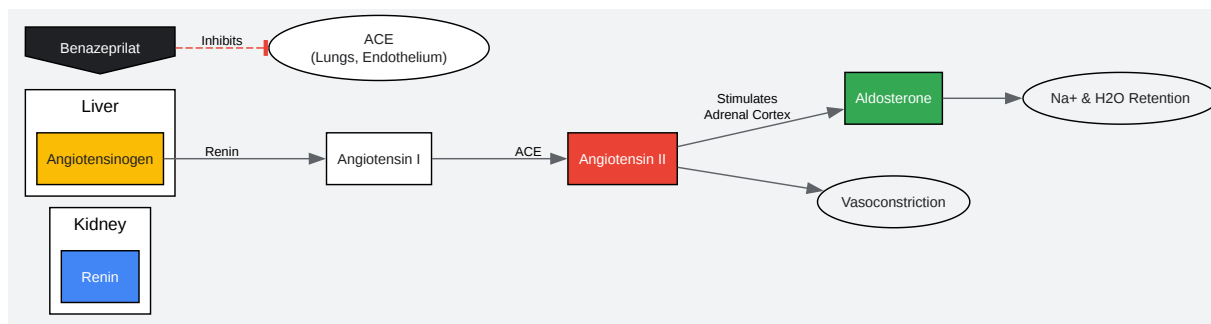 Benazeprilat
Inhibits
ACE
(Lungs, Endothelium)
Liver
Angiotensinogen
Renin
Angiotensin I
ACE
Angiotensin II
Stimulates
Adrenal Cortex
Aldosterone
Na+ & H2O Retention
Vasoconstriction
Kidney
Renin